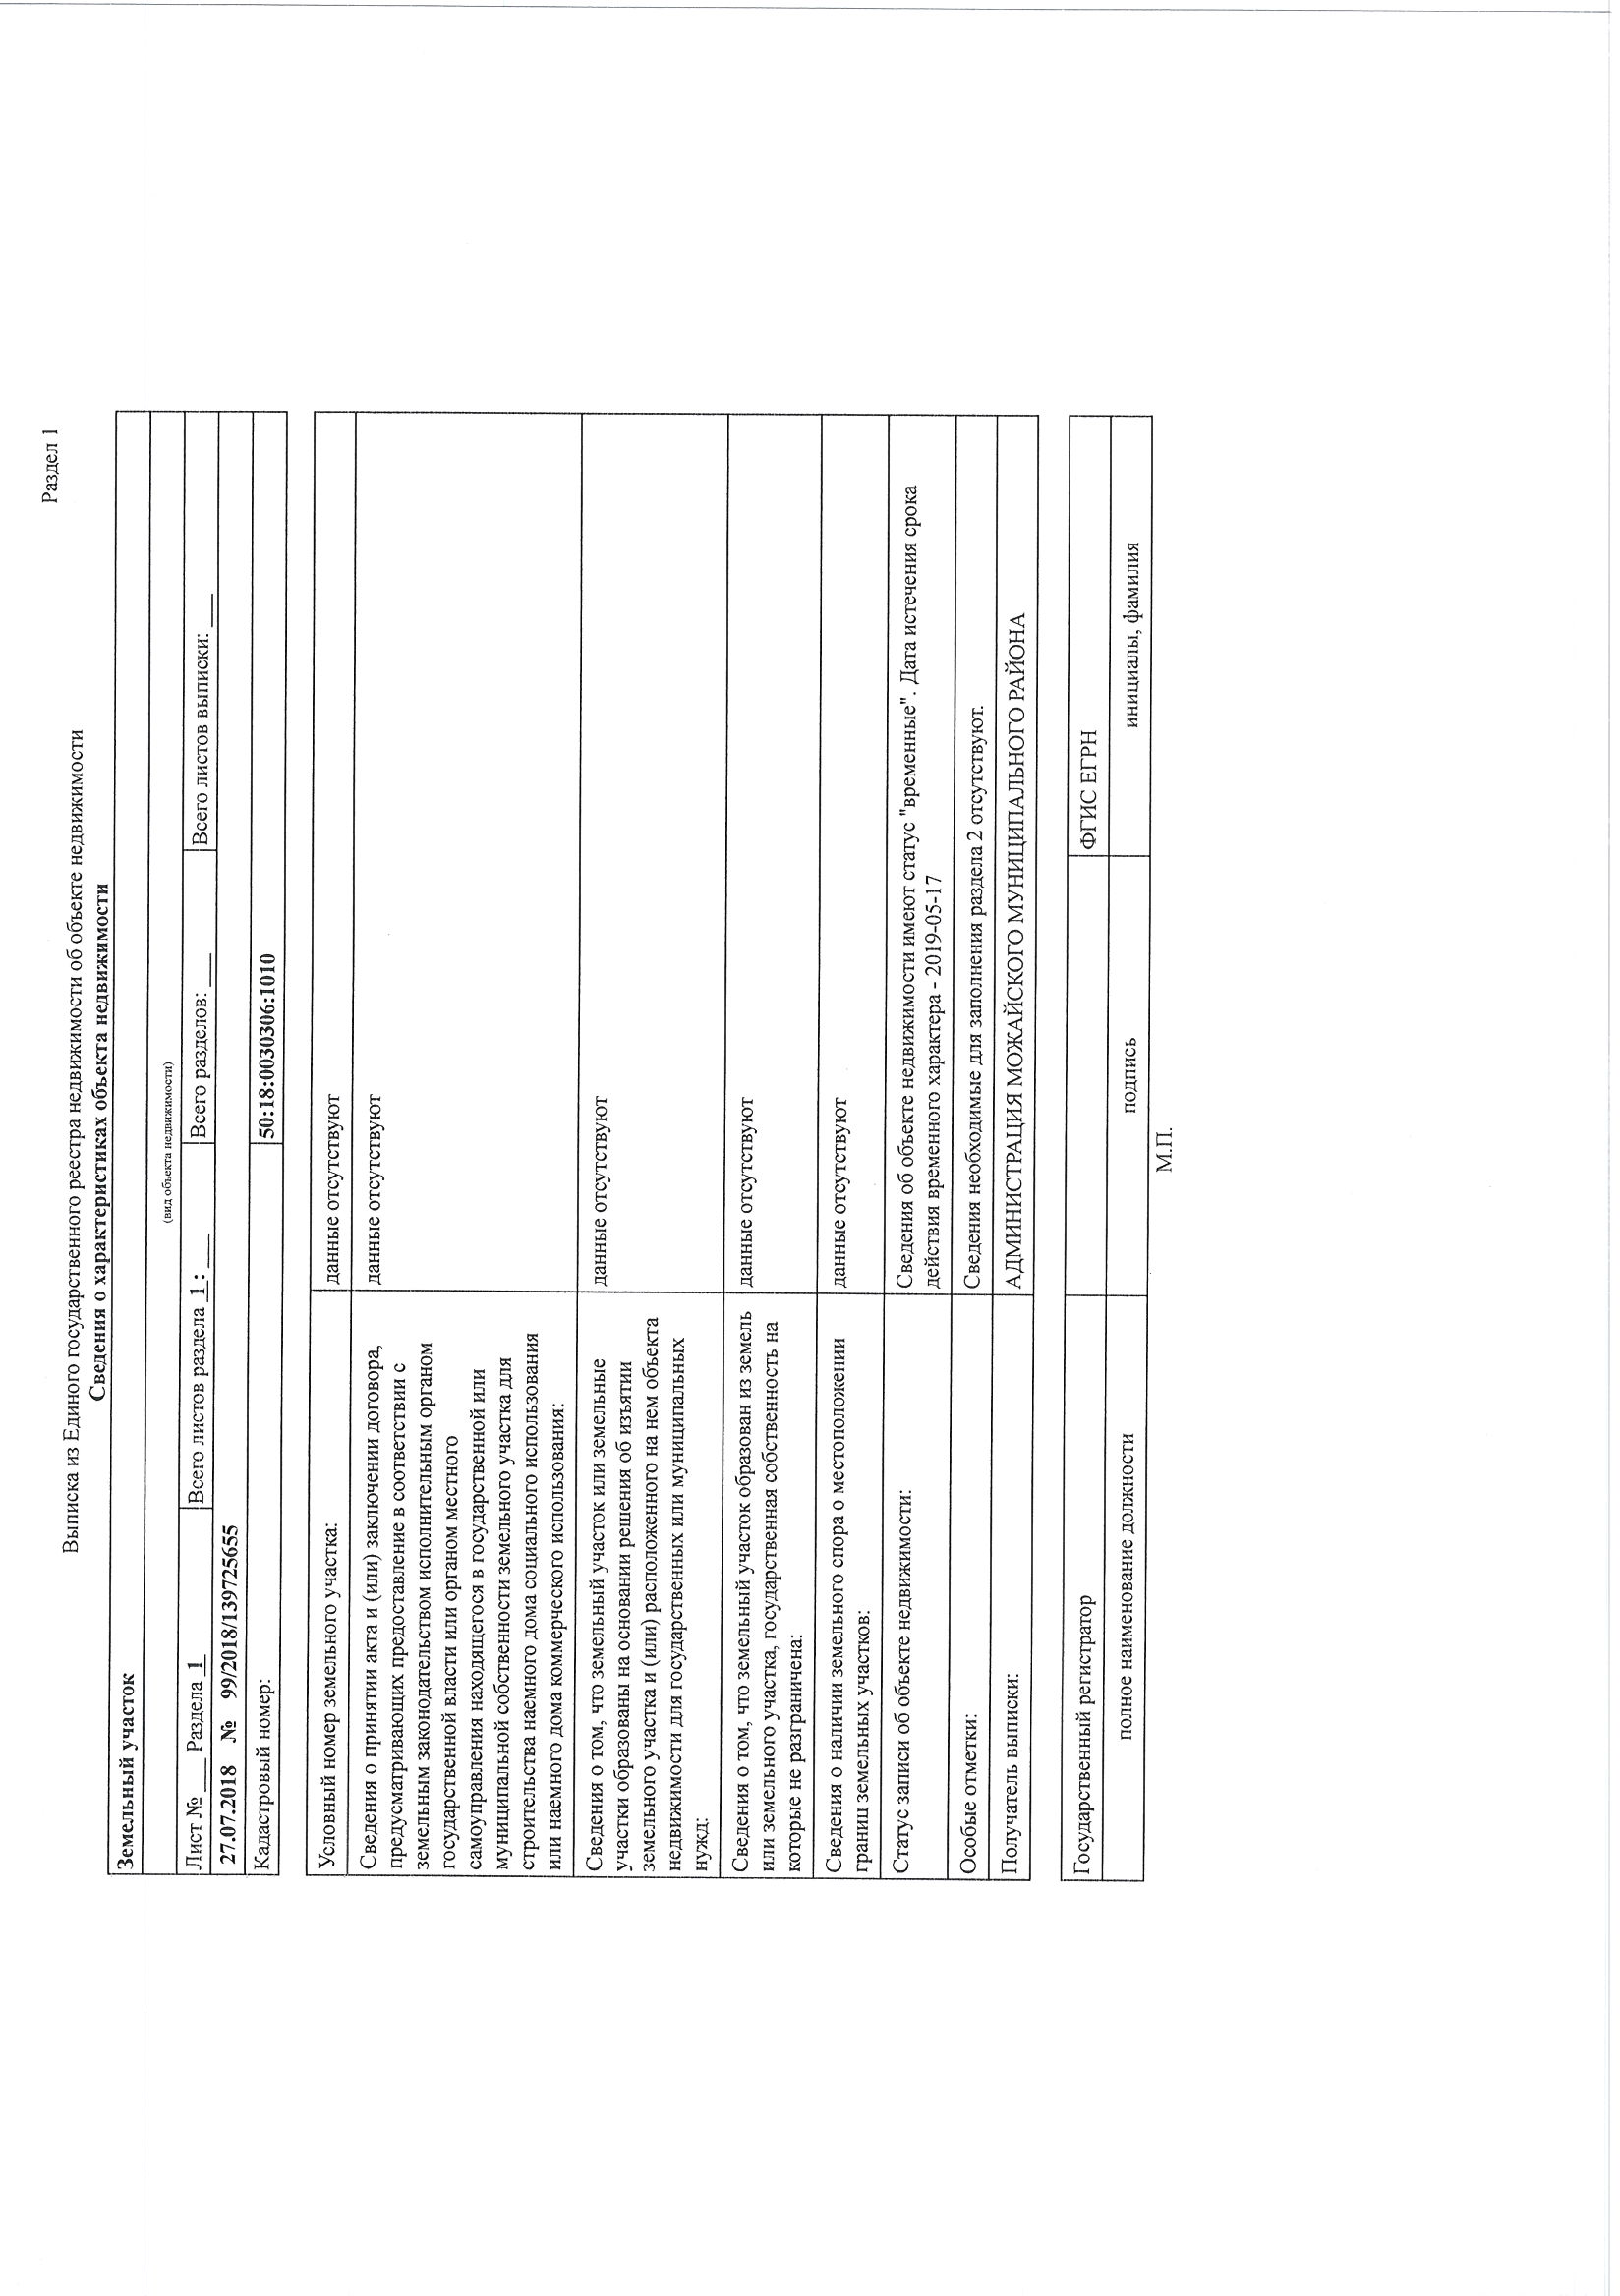 Раздел 1
Выписка из Единого государственного реестра недвижимости об объекте недвижимости
Сведения о характеристиках объекта недвижимости
Земельный участок
(вид объекта недвижимости)
Лист № ___ Раздела 1 Всего листов раздела 1 : ___ Всего разделов: ___ Всего листов выписки: ___
27.07.2018 № 99/2018/139725655
Кадастровый номер: 50:18:0030306:1010
Условный номер земельного участка: данные отсутствуют
Сведения о принятии акта и (или) заключении договора, данные отсутствуют
предусматривающих предоставление в соответствии с
земельным законодательством исполнительным органом
государственной власти или органом местного
самоуправления находящегося в государственной или
муниципальной собственности земельного участка для
строительства наемного дома социального использования
или наемного дома коммерческого использования:
Сведения о том, что земельный участок или земельные данные отсутствуют
участки образованы на основании решения об изъятии
земельного участка и (или) расположенного на нем объекта
недвижимости для государственных или муниципальных
нужд:
Сведения о том, что земельный участок образован из земель данные отсутствуют
или земельного участка, государственная собственность на
которые не разграничена:
Сведения о наличии земельного спора о местоположении данные отсутствуют
границ земельных участков:
Статус записи об объекте недвижимости: Сведения об объекте недвижимости имеют статус "временные". Дата истечения срока
действия временного характера - 2019-05-17
Особые отметки: Сведения необходимые для заполнения раздела 2 отсутствуют.
Получатель выписки: АДМИНИСТРАЦИЯ МОЖАЙСКОГО МУНИЦИПАЛЬНОГО РАЙОНА
Государственный регистратор ФГИС ЕГРН
полное наименование должности подпись инициалы, фамилия
М.П.